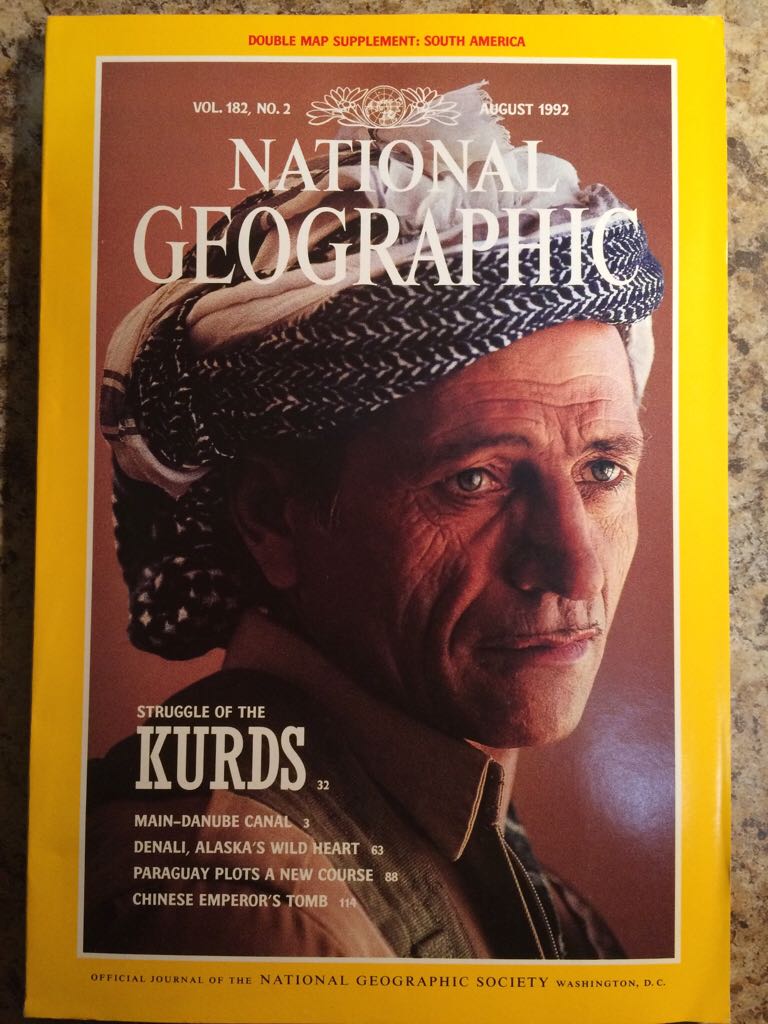 DOUBLE MAP SUPPLEMENT: SOUTH AMERICA
VOL. 182, NO. 2 AUGUST 1992
NATIONAL
GEOGRAPHIC
STRUGGLE OF THE
KURDS 32
MAIN–DANUBE CANAL 3
DENALI, ALASKA'S WILD HEART 63
PARAGUAY PLOTS A NEW COURSE 88
CHINESE EMPEROR'S TOMB 114
OFFICIAL JOURNAL OF THE NATIONAL GEOGRAPHIC SOCIETY WASHINGTON, D.C.